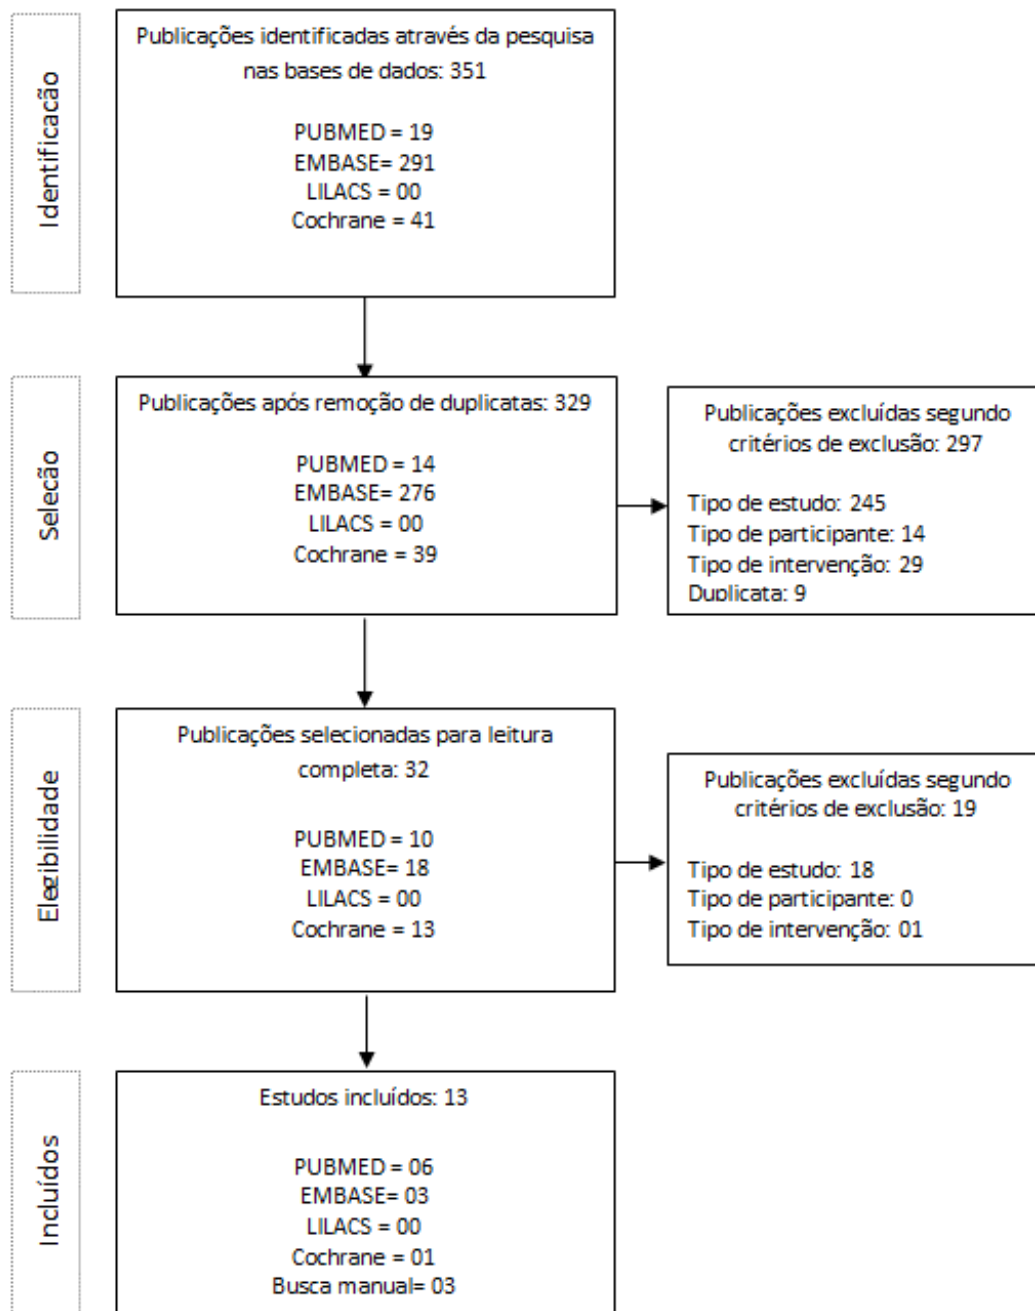 Identificação
Publicações identificadas através da pesquisa
nas bases de dados: 351
PUBMED = 19
EMBASE= 291
LILACS = 00
Cochrane = 41
Seleção
Publicações após remoção de duplicatas: 329
PUBMED = 14
EMBASE= 276
LILACS = 00
Cochrane = 39
Publicações excluídas segundo
critérios de exclusão: 297
Tipo de estudo: 245
Tipo de participante: 14
Tipo de intervenção: 29
Duplicata: 9
Elegibilidade
Publicações selecionadas para leitura
completa: 32
PUBMED = 10
EMBASE = 18
LILACS = 00
Cochrane = 13
Publicações excluídas segundo
critérios de exclusão: 19
Tipo de estudo: 18
Tipo de participante: 0
Tipo de intervenção: 01
Incluídos
Estudos incluídos: 13
PUBMED = 06
EMBASE= 03
LILACS = 00
Cochrane = 01
Busca manual= 03